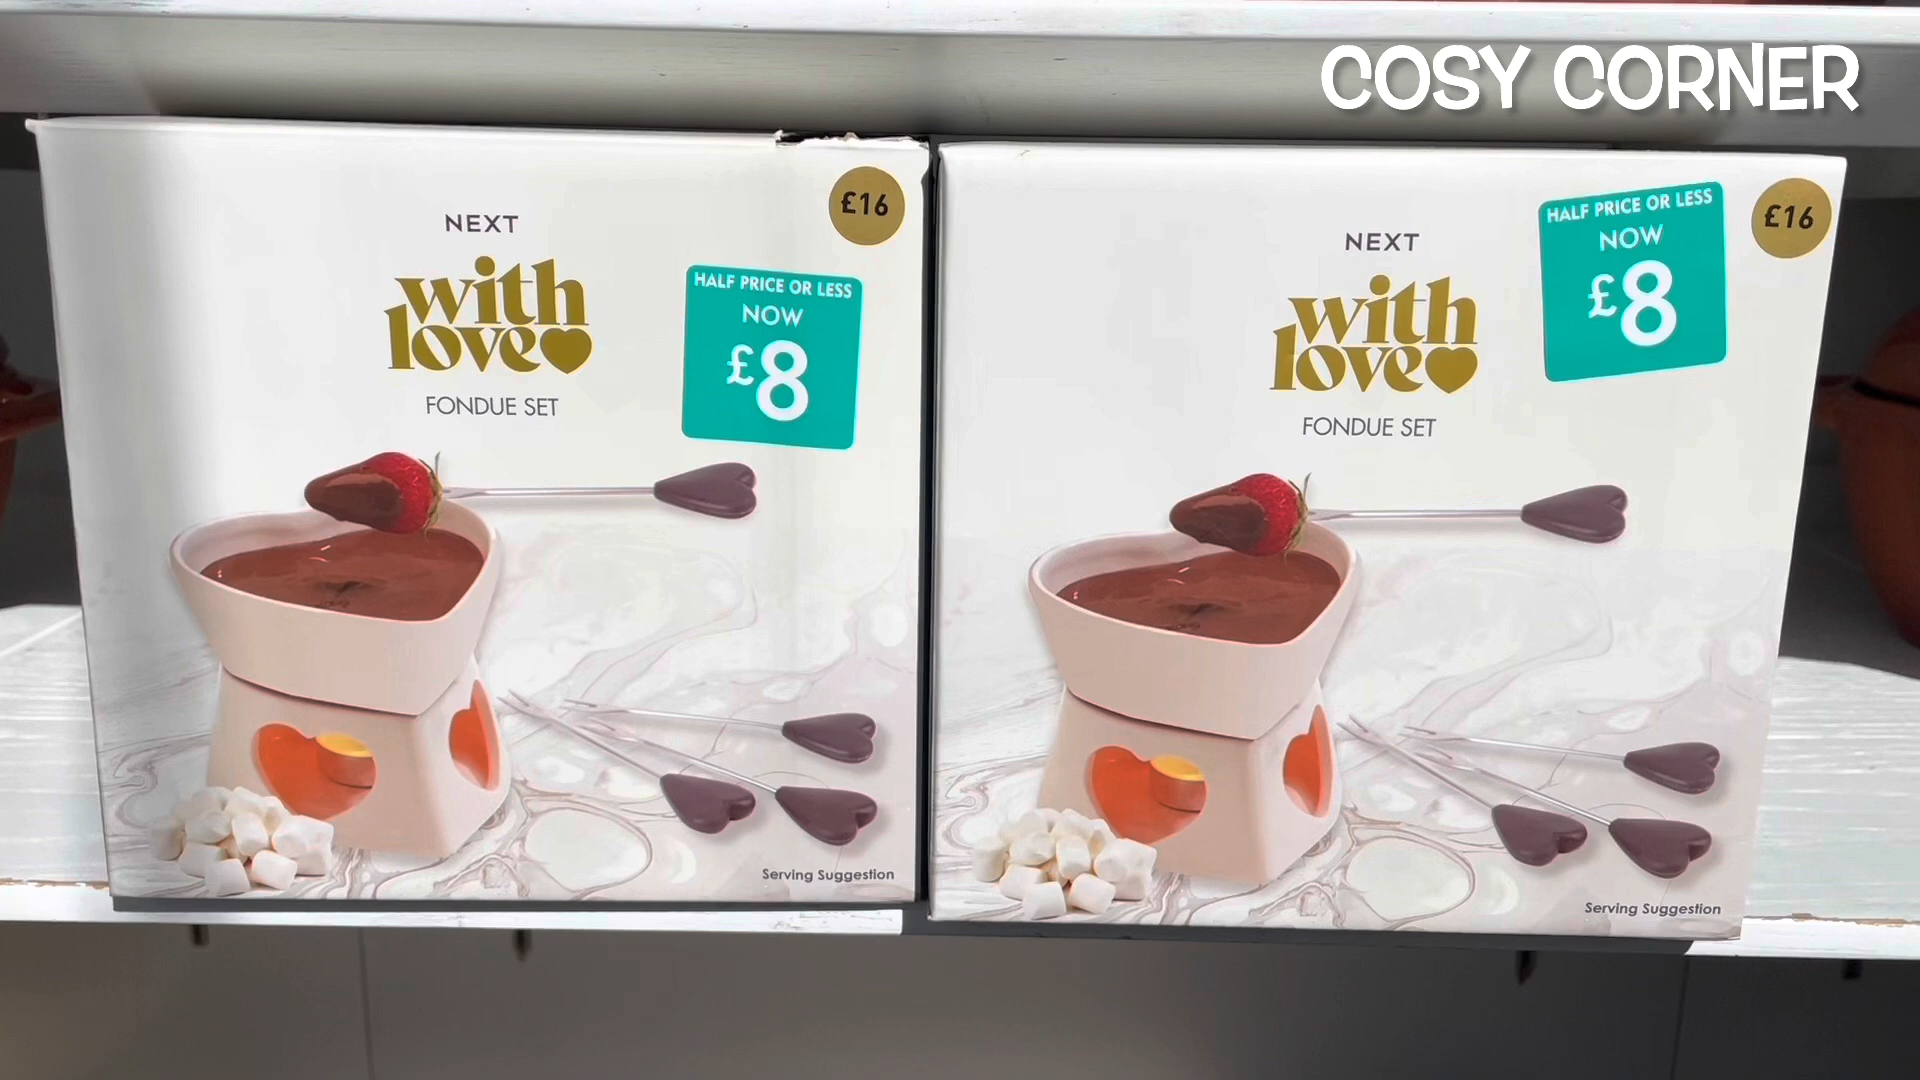 COSY CORNER
£16
NEXT
with
love
FONDUE SET
HALF PRICE OR LESS
NOW
£8
Serving Suggestion
£16
NEXT
with
love
FONDUE SET
HALF PRICE OR LESS
NOW
£8
Serving Suggestion